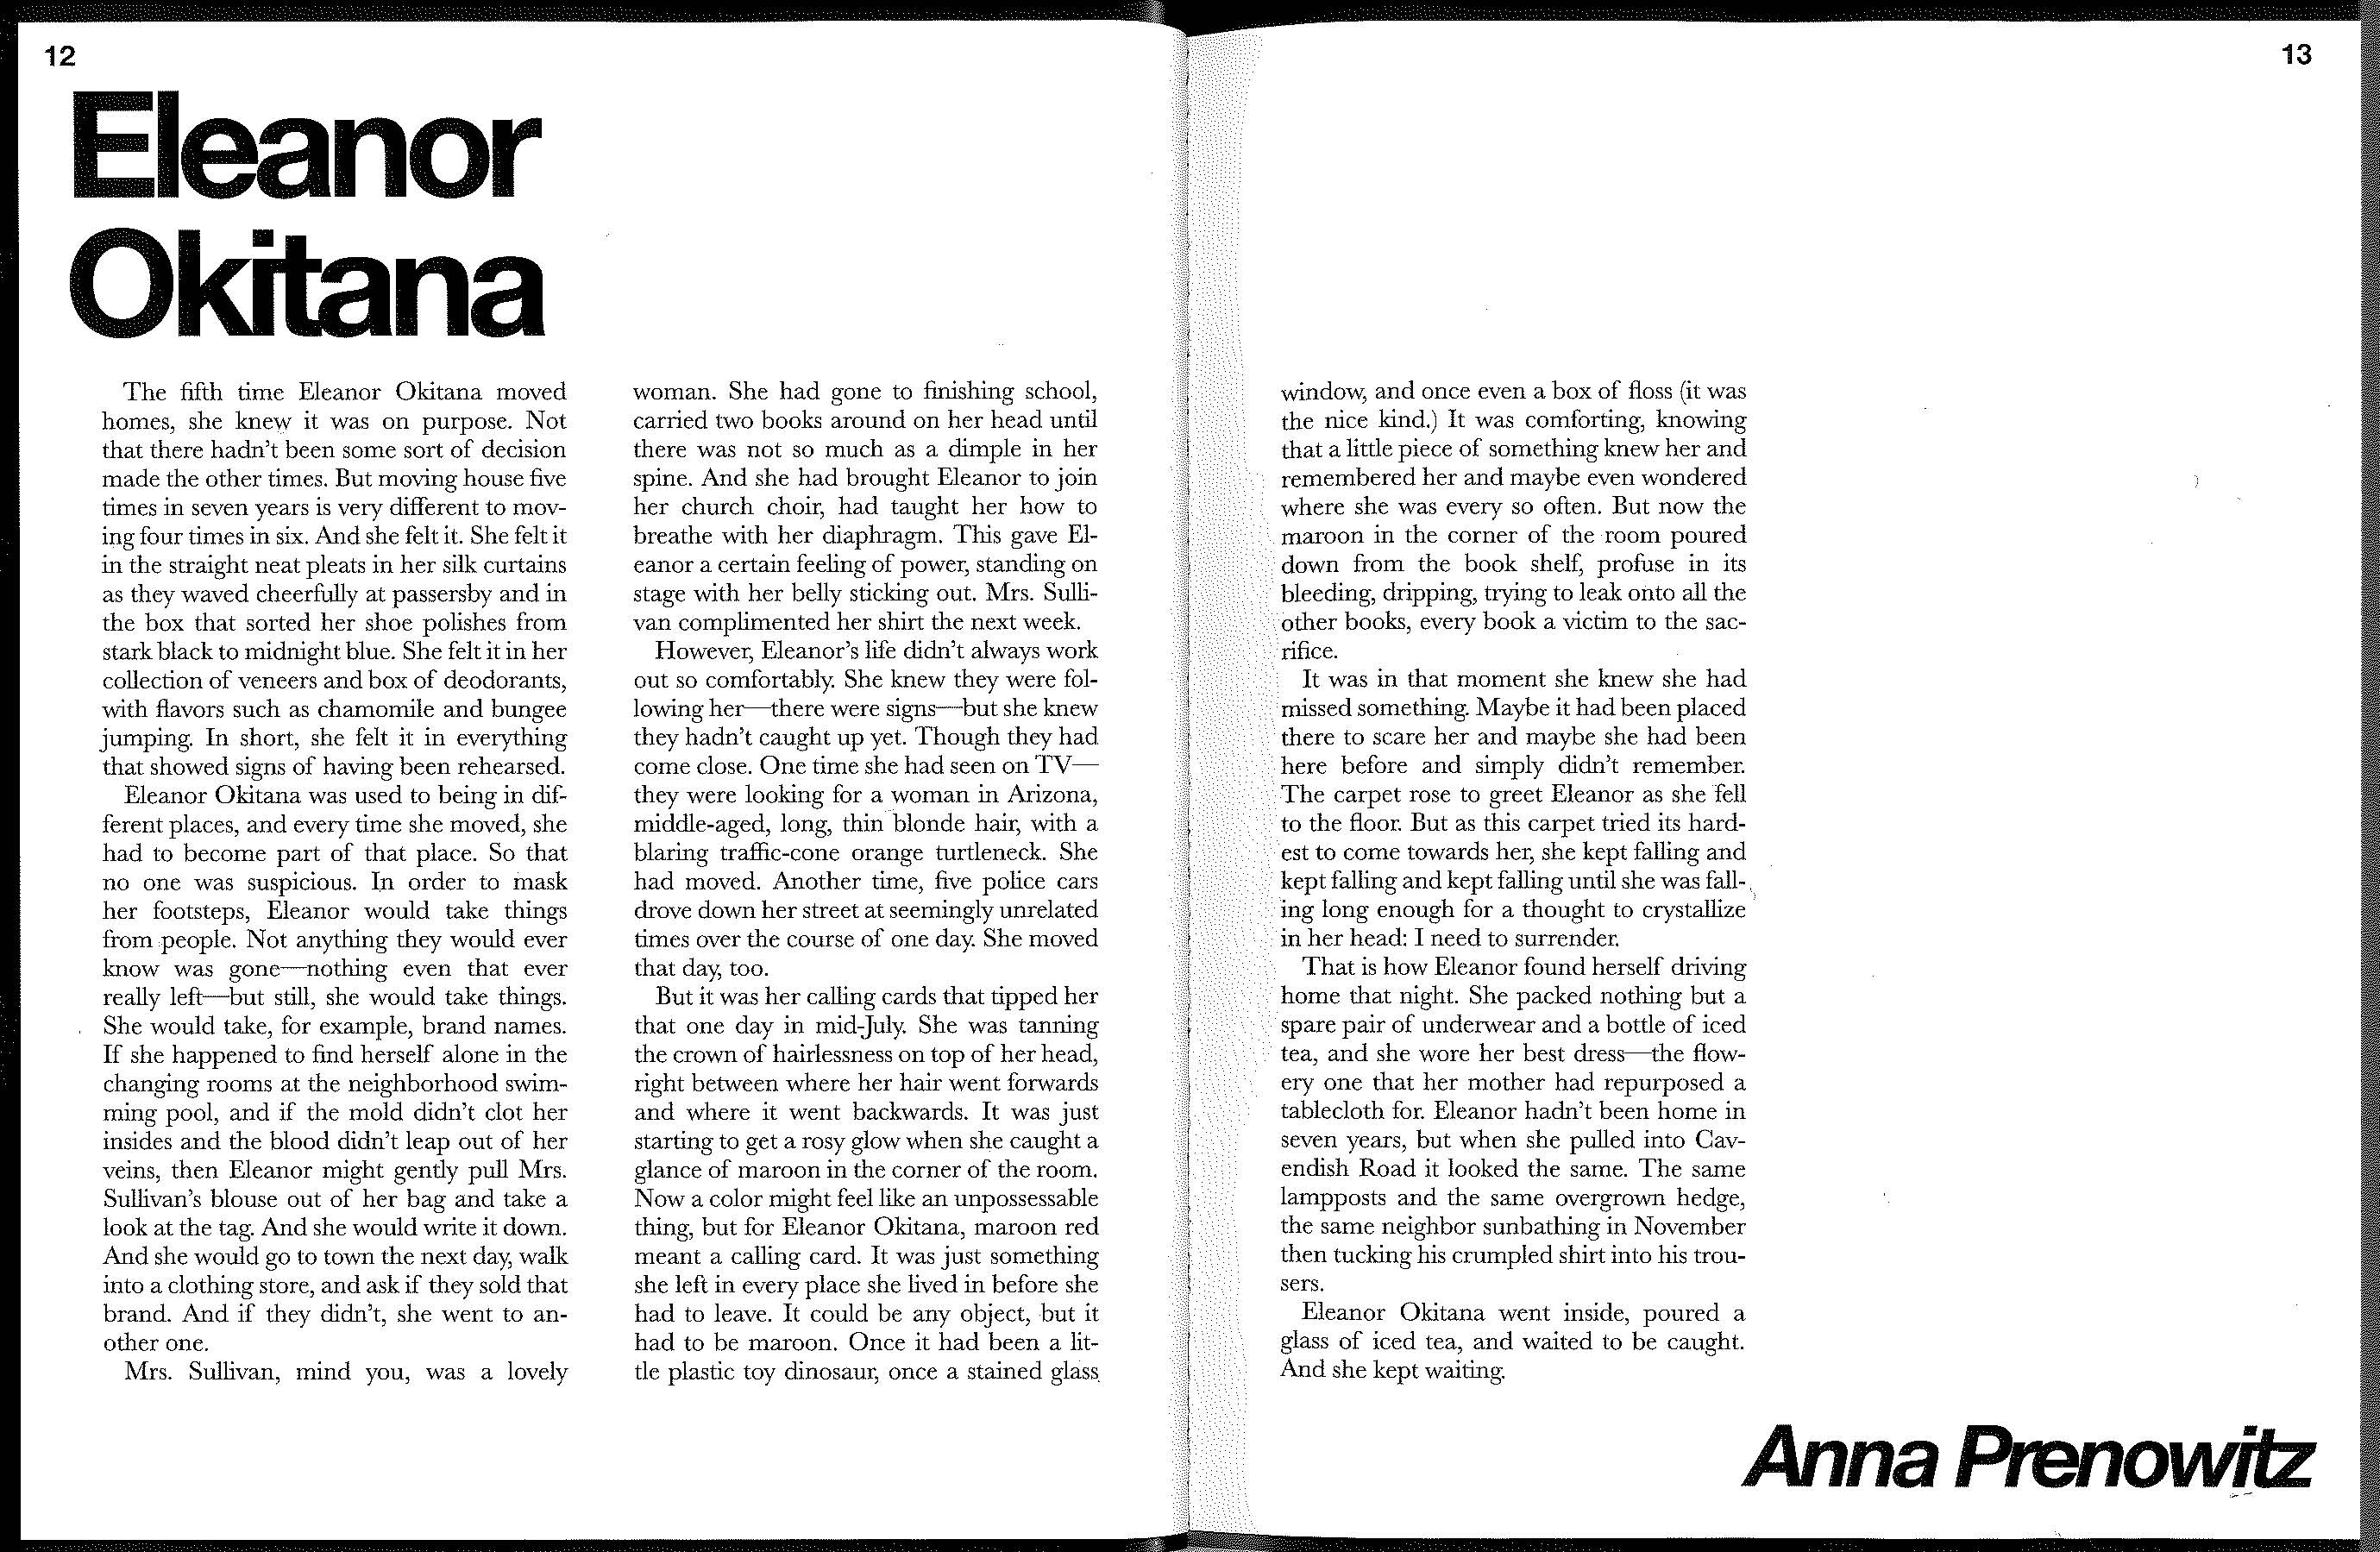 12
Eleanor
Okitana
The fifth time Eleanor Okitana moved
homes, she knew it was on purpose. Not
that there hadn't been some sort of decision
made the other times. But moving house five
times in seven years is very different to mov-
ing four times in six. And she felt it. She felt it
in the straight neat pleats in her silk curtains
as they waved cheerfully at passersby and in
the box that sorted her shoe polishes from
stark black to midnight blue. She felt it in her
collection of veneers and box of deodorants,
with flavors such as chamomile and bungee
jumping. In short, she felt it in everything
that showed signs of having been rehearsed.
Eleanor Okitana was used to being in dif-
ferent places, and every time she moved, she
had to become part of that place. So that
no one was suspicious. In order to mask
her footsteps, Eleanor would take things
from people. Not anything they would ever
know was gone—nothing even that ever
really left—but still, she would take things.
She would take, for example, brand names.
If she happened to find herself alone in the
changing rooms at the neighborhood swim-
ming pool, and if the mold didn't clot her
insides and the blood didn't leap out of her
veins, then Eleanor might gently pull Mrs.
Sullivan's blouse out of her bag and take a
look at the tag. And she would write it down.
And she would go to town the next day, walk
into a clothing store, and ask if they sold that
brand. And if they didn't, she went to an-
other one.
Mrs. Sullivan, mind you, was a lovely
woman. She had gone to finishing school,
carried two books around on her head until
there was not so much as a dimple in her
spine. And she had brought Eleanor to join
her church choir, had taught her how to
breathe with her diaphragm. This gave El-
eanor a certain feeling of power, standing on
stage with her belly sticking out. Mrs. Sulli-
van complimented her shirt the next week.
However, Eleanor's life didn't always work
out so comfortably. She knew they were fol-
lowing her—there were signs—but she knew
they hadn't caught up yet. Though they had
come close. One time she had seen on TV—
they were looking for a woman in Arizona,
middle-aged, long, thin blonde hair, with a
blaring traffic-cone orange turtleneck. She
had moved. Another time, five police cars
drove down her street at seemingly unrelated
times over the course of one day. She moved
that day, too.
But it was her calling cards that tipped her
that one day in mid-July. She was tanning
the crown of hairlessness on top of her head,
right between where her hair went forwards
and where it went backwards. It was just
starting to get a rosy glow when she caught a
glance of maroon in the corner of the room.
Now a color might feel like an unpossessable
thing, but for Eleanor Okitana, maroon red
meant a calling card. It was just something
she left in every place she lived in before she
had to leave. It could be any object, but it
had to be maroon. Once it had been a lit-
tle plastic toy dinosaur, once a stained glass
13
window, and once even a box of floss (it was
the nice kind.) It was comforting, knowing
that a little piece of something knew her and
remembered her and maybe even wondered
where she was every so often. But now the
maroon in the corner of the room poured
down from the book shelf, profuse in its
bleeding, dripping, trying to leak onto all the
other books, every book a victim to the sac-
rifice.
It was in that moment she knew she had
missed something. Maybe it had been placed
there to scare her and maybe she had been
here before and simply didn't remember.
The carpet rose to greet Eleanor as she fell
to the floor. But as this carpet tried its hard-
est to come towards her, she kept falling and
kept falling and kept falling until she was fall-
ing long enough for a thought to crystallize
in her head: I need to surrender.
That is how Eleanor found herself driving
home that night. She packed nothing but a
spare pair of underwear and a bottle of iced
tea, and she wore her best dress—the flow-
ery one that her mother had repurposed a
tablecloth for. Eleanor hadn't been home in
seven years, but when she pulled into Cav-
endish Road it looked the same. The same
lampposts and the same overgrown hedge,
the same neighbor sunbathing in November
then tucking his crumpled shirt into his trou-
sers.
Eleanor Okitana went inside, poured a
glass of iced tea, and waited to be caught.
And she kept waiting.
Anna Prenowitz